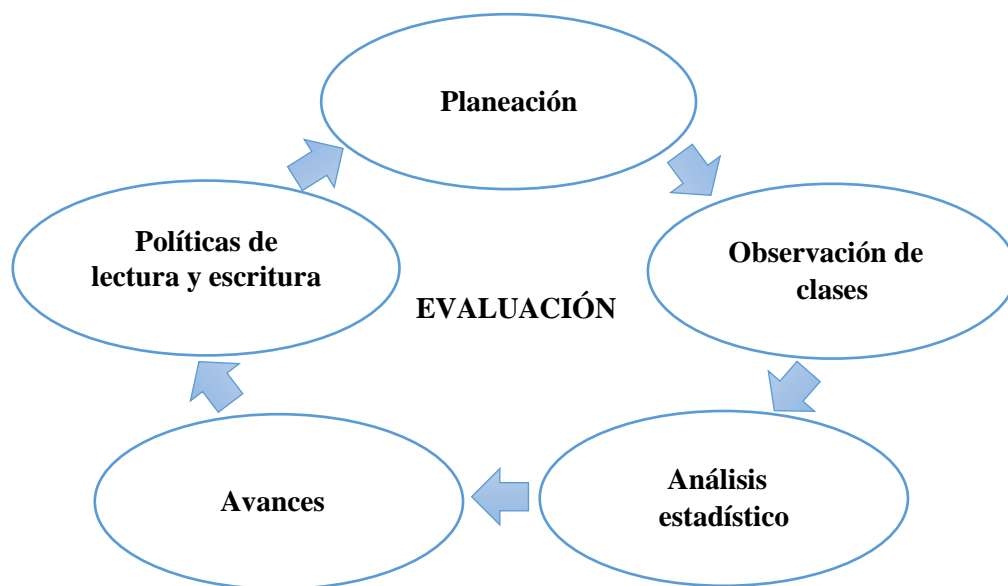 Planeación
Políticas de
lectura y escritura
Observación de
clases
EVALUACIÓN
Avances
Análisis
estadístico